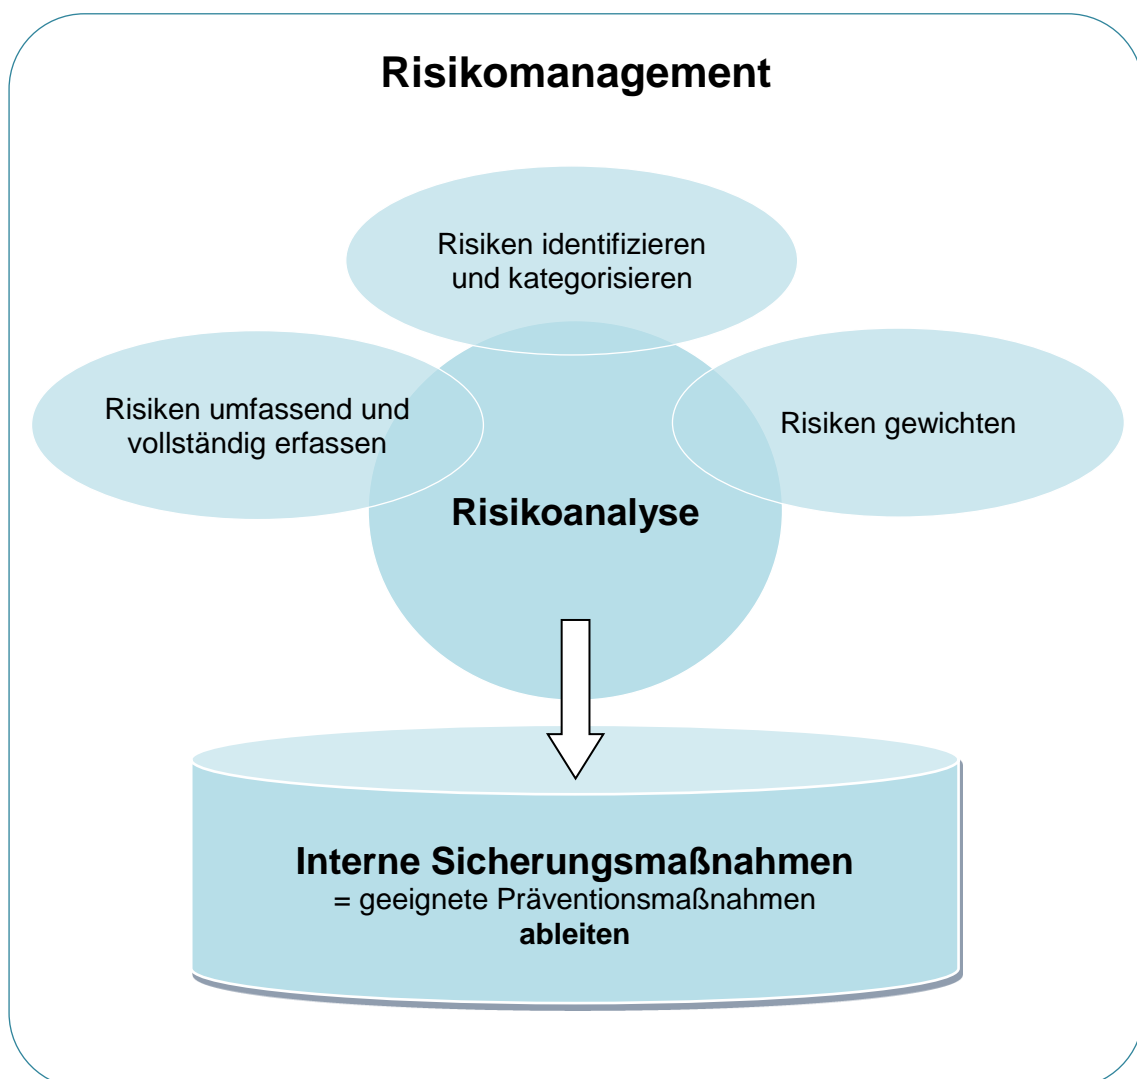 Risikomanagement
Risiken identifizieren
und kategorisieren
Risiken umfassend und
vollständig erfassen
Risiken gewichten
Risikoanalyse
Interne Sicherungsmaßnahmen
= geeignete Präventionsmaßnahmen
ableiten